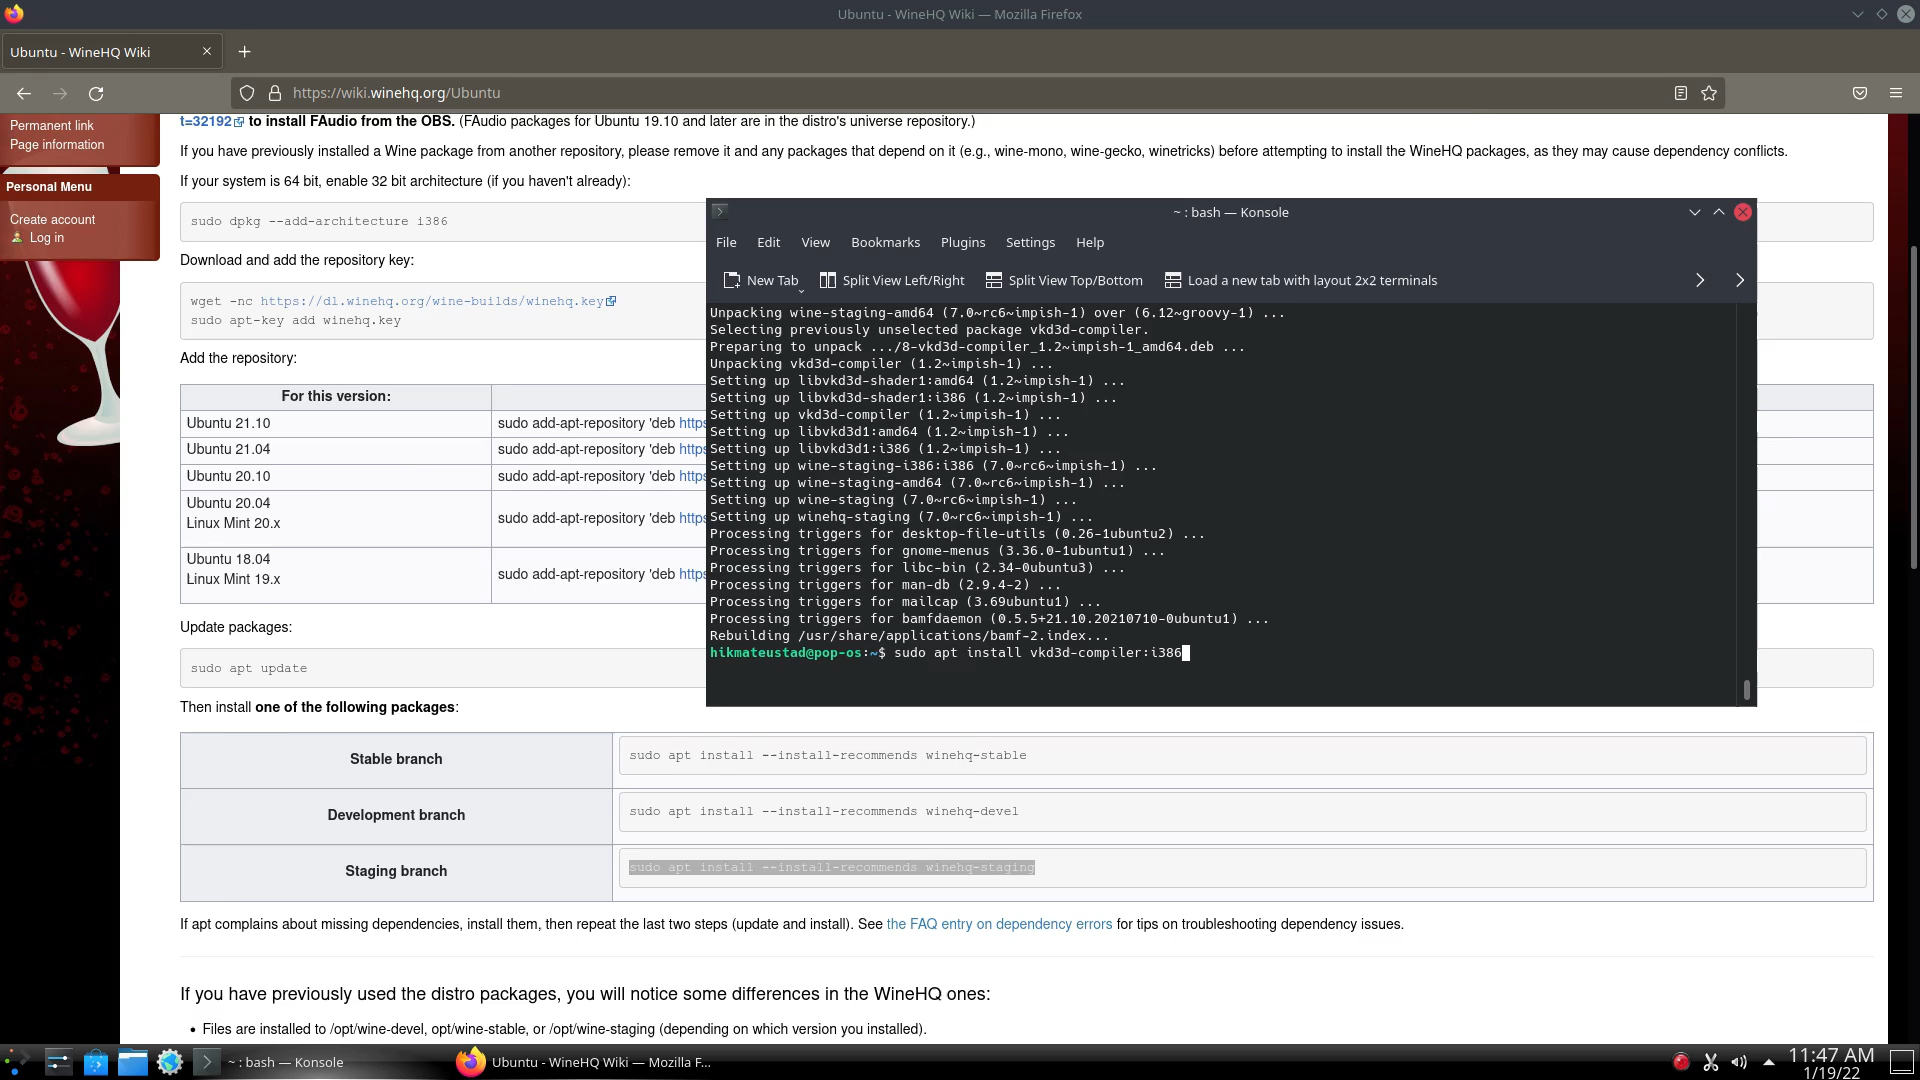 Ubuntu - WineHQ Wiki — Mozilla Firefox
Ubuntu - WineHQ Wiki
https://wiki.winehq.org/Ubuntu
Permanent link
Page information
Personal Menu
Create account
Log in
t=32192 to install FAudio from the OBS. (FAudio packages for Ubuntu 19.10 and later are in the distro's universe repository.)
If you have previously installed a Wine package from another repository, please remove it and any packages that depend on it (e.g., wine-mono, wine-gecko, winetricks) before attempting to install the WineHQ packages, as they may cause dependency conflicts.
If your system is 64 bit, enable 32 bit architecture (if you haven't already):
sudo dpkg --add-architecture i386
Download and add the repository key:
wget -nc https://dl.winehq.org/wine-builds/winehq.key
sudo apt-key add winehq.key
Add the repository:
For this version:
Ubuntu 21.10
sudo add-apt-repository 'deb https
Ubuntu 21.04
sudo add-apt-repository 'deb https
Ubuntu 20.10
sudo add-apt-repository 'deb https
Ubuntu 20.04
Linux Mint 20.x
sudo add-apt-repository 'deb https
Ubuntu 18.04
Linux Mint 19.x
sudo add-apt-repository 'deb https
Update packages:
sudo apt update
Then install one of the following packages:
Stable branch
sudo apt install --install-recommends winehq-stable
Development branch
sudo apt install --install-recommends winehq-devel
Staging branch
sudo apt install --install-recommends winehq-staging
If apt complains about missing dependencies, install them, then repeat the last two steps (update and install). See the FAQ entry on dependency errors for tips on troubleshooting dependency issues.
If you have previously used the distro packages, you will notice some differences in the WineHQ ones:
• Files are installed to /opt/wine-devel, opt/wine-stable, or /opt/wine-staging (depending on which version you installed).
~ : bash — Konsole
File Edit View Bookmarks Plugins Settings Help
New Tab Split View Left/Right Split View Top/Bottom Load a new tab with layout 2x2 terminals
Unpacking wine-staging-amd64 (7.0~rc6~impish-1) over (6.12~groovy-1) ...
Selecting previously unselected package vkd3d-compiler.
Preparing to unpack .../8-vkd3d-compiler_1.2~impish-1_amd64.deb ...
Unpacking vkd3d-compiler (1.2~impish-1) ...
Setting up libvkd3d-shader1:amd64 (1.2~impish-1) ...
Setting up libvkd3d-shader1:i386 (1.2~impish-1) ...
Setting up vkd3d-compiler (1.2~impish-1) ...
Setting up libvkd3d1:amd64 (1.2~impish-1) ...
Setting up libvkd3d1:i386 (1.2~impish-1) ...
Setting up wine-staging-i386:i386 (7.0~rc6~impish-1) ...
Setting up wine-staging-amd64 (7.0~rc6~impish-1) ...
Setting up wine-staging (7.0~rc6~impish-1) ...
Setting up winehq-staging (7.0~rc6~impish-1) ...
Processing triggers for desktop-file-utils (0.26-1ubuntu2) ...
Processing triggers for gnome-menus (3.36.0-1ubuntu1) ...
Processing triggers for libc-bin (2.34-0ubuntu3) ...
Processing triggers for man-db (2.9.4-2) ...
Processing triggers for mailcap (3.69ubuntu1) ...
Processing triggers for bamfdaemon (0.5.5+21.10.20210710-0ubuntu1) ...
Rebuilding /usr/share/applications/bamf-2.index...
hikmateustad@pop-os:~$ sudo apt install vkd3d-compiler:i386
~ : bash — Konsole
Ubuntu - WineHQ Wiki — Mozilla F...
11:47 AM
1/19/22